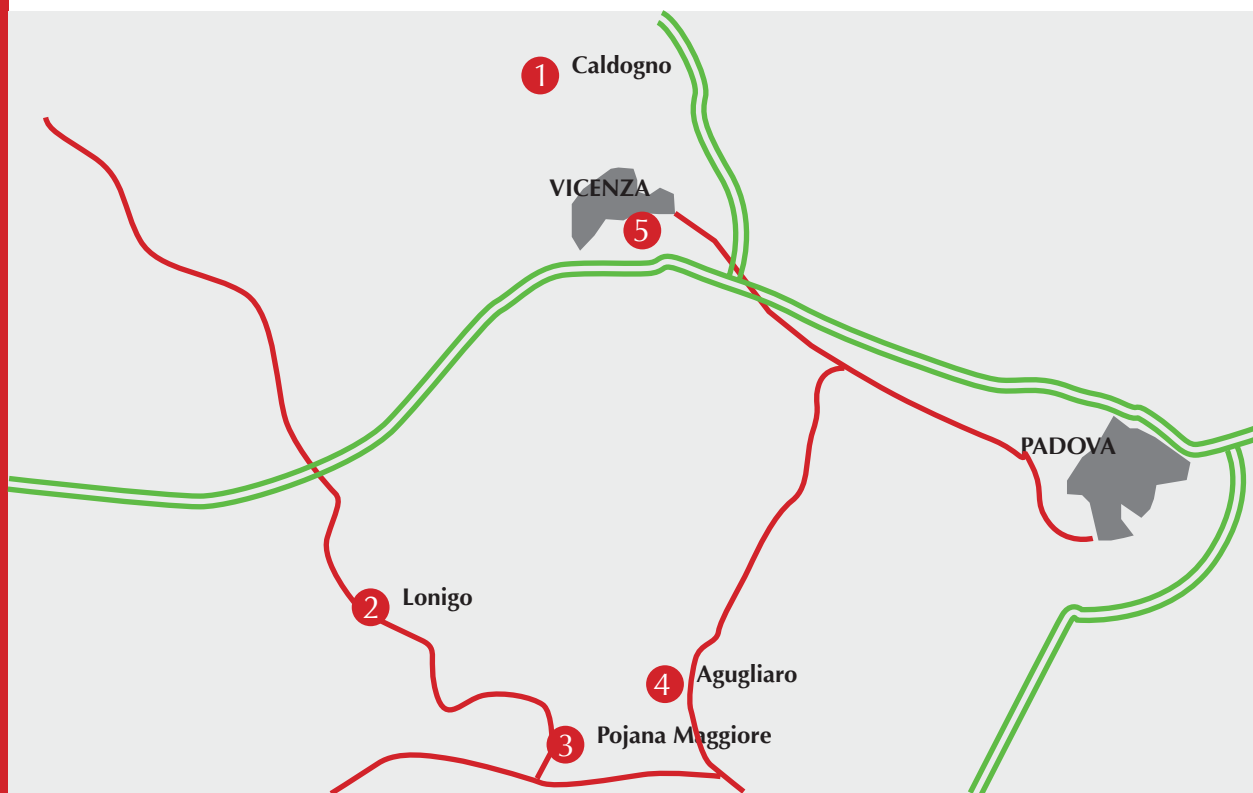 1 Caldogno
VICENZA
5
PADOVA
2 Lonigo
4 Agugliaro
3 Pojana Maggiore